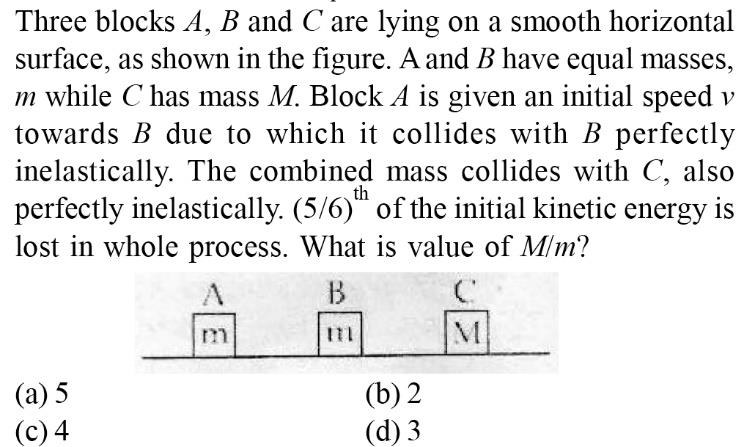 Three blocks A, B and C are lying on a smooth horizontal
surface, as shown in the figure. A and B have equal masses,
m while C has mass M. Block A is given an initial speed v
towards B due to which it collides with B perfectly
inelastically. The combined mass collides with C, also
perfectly inelastically. (5/6)th of the initial kinetic energy is
lost in whole process. What is value of M/m?
A B C
m m M
(a) 5 (b) 2
(c) 4 (d) 3